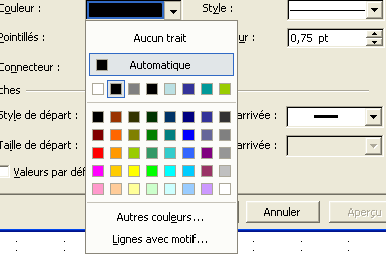 Couleur :
Style :
Aucun trait
Pointillés
ur :
0,75 pt
Automatique
Connecteur :
ches
Style de départ :
arrivée :
Taille de départ :
arrivée :
Valeurs par déf
Annuler
Aperçu
Autres couleurs...
Lignes avec motif...